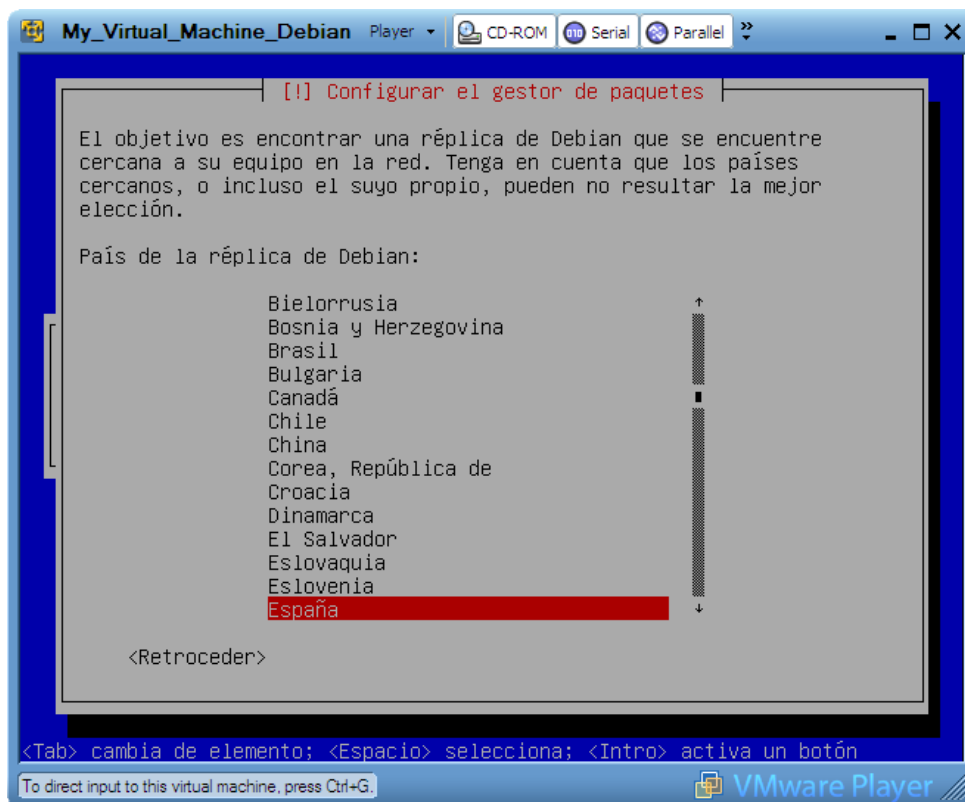 My_Virtual_Machine_Debian Player CD-ROM Serial Parallel
[!] Configurar el gestor de paquetes
El objetivo es encontrar una réplica de Debian que se encuentre
cercana a su equipo en la red. Tenga en cuenta que los países
cercanos, o incluso el suyo propio, pueden no resultar la mejor
elección.
País de la réplica de Debian:
Bielorrusia
Bosnia y Herzegovina
Brasil
Bulgaria
Canadá
Chile
China
Corea, República de
Croacia
Dinamarca
El Salvador
Eslovaquia
Eslovenia
España
<Retroceder>
<Tab> cambia de elemento; <Espacio> selecciona; <Intro> activa un botón
To direct input to this virtual machine, press Ctrl+G. VMware Player